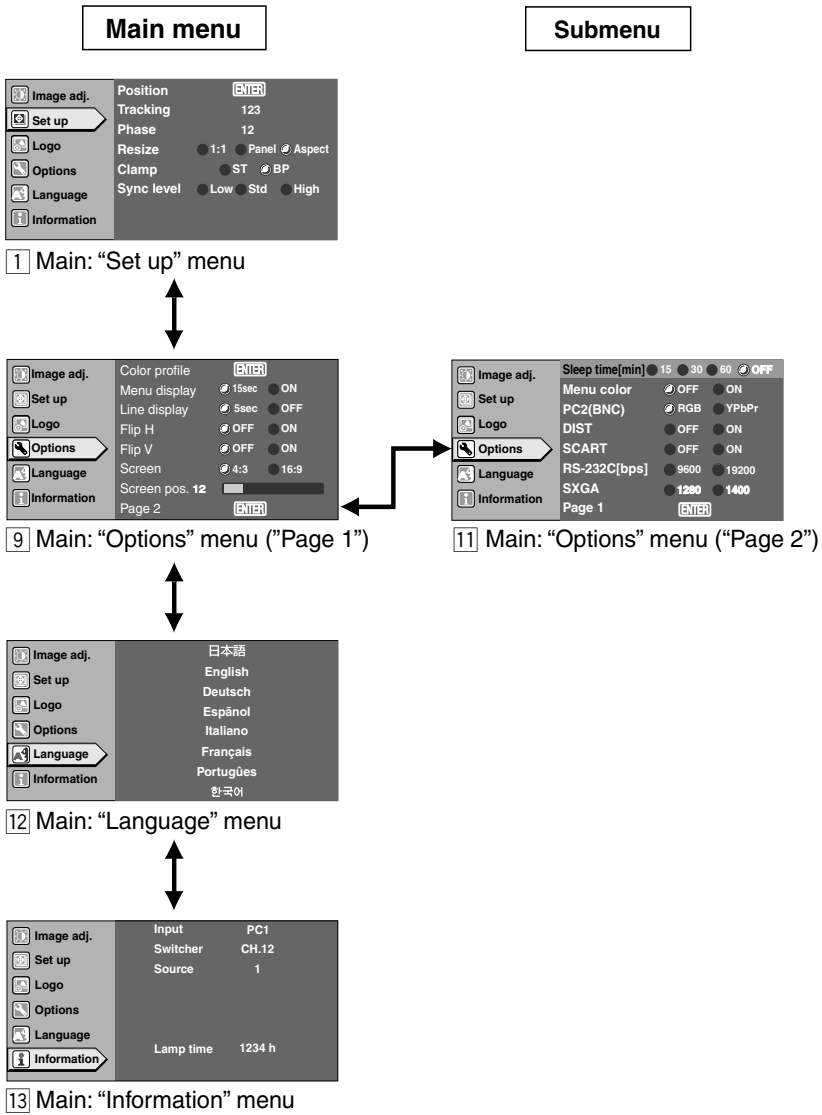 Main menu
Submenu
Image adj.
Set up
Logo
Options
Language
Information
Position ENTER
Tracking 123
Phase 12
Resize 1:1 Panel Aspect
Clamp ST BP
Sync level Low Std High
1 Main: “Set up” menu
Image adj.
Set up
Logo
Options
Language
Information
Color profile ENTER
Menu display 15sec ON
Line display 5sec OFF
Flip H OFF ON
Flip V OFF ON
Screen 4:3 16:9
Screen pos. 12
Page 2 ENTER
9 Main: “Options” menu (”Page 1”)
Image adj.
Set up
Logo
Options
Language
Information
Sleep time[min] 15 30 60 OFF
Menu color OFF ON
PC2(BNC) RGB YPbPr
DIST OFF ON
SCART OFF ON
RS-232C[bps] 9600 19200
SXGA 1280 1400
Page 1 ENTER
11 Main: “Options” menu (“Page 2”)
Image adj.
Set up
Logo
Options
Language
Information
日本語
English
Deutsch
Espãnol
Italiano
Français
Portugûes
한국어
12 Main: “Language” menu
Image adj.
Set up
Logo
Options
Language
Information
Input PC1
Switcher CH.12
Source 1
Lamp time 1234 h
13 Main: “Information” menu